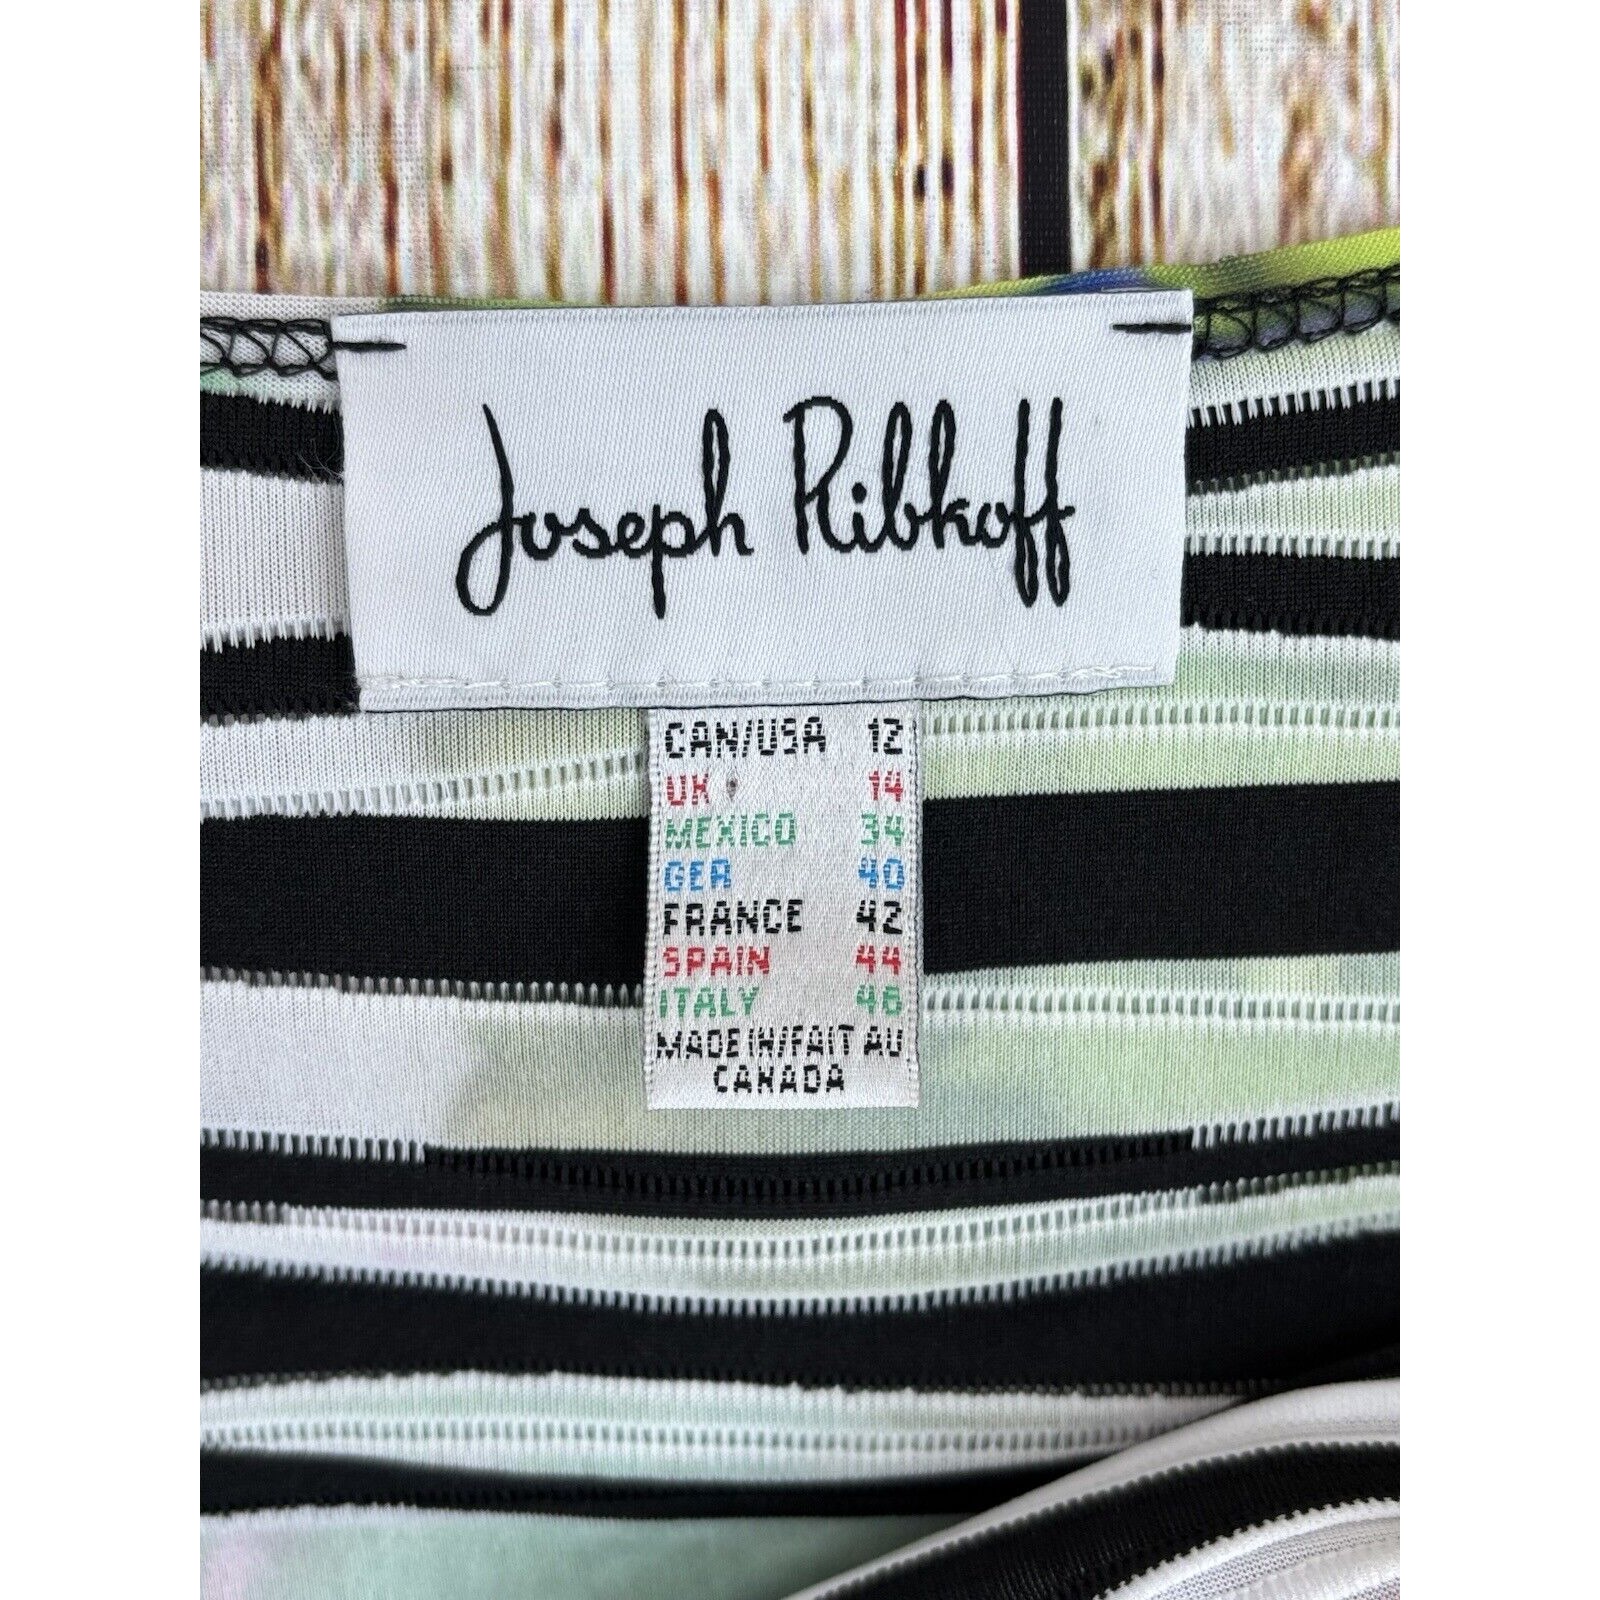 Joseph Ribkoff
CAN/USA 12
UK 14
MEXICO 34
GER 40
FRANCE 42
SPAIN 44
ITALY 46
MADE IN/FAIT AU
CANADA